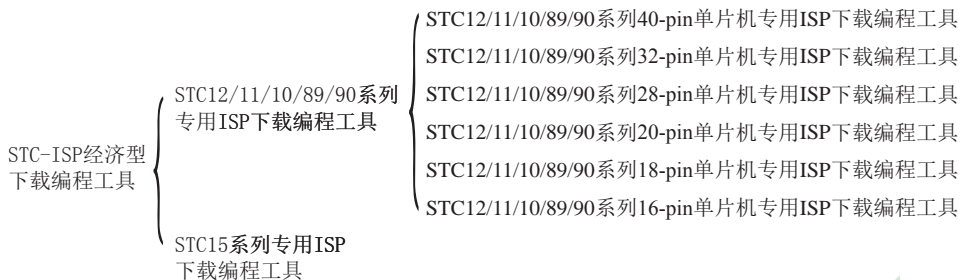 STC-ISP经济型
下载编程工具
STC12/11/10/89/90系列
专用ISP下载编程工具
STC12/11/10/89/90系列40-pin单片机专用ISP下载编程工具
STC12/11/10/89/90系列32-pin单片机专用ISP下载编程工具
STC12/11/10/89/90系列28-pin单片机专用ISP下载编程工具
STC12/11/10/89/90系列20-pin单片机专用ISP下载编程工具
STC12/11/10/89/90系列18-pin单片机专用ISP下载编程工具
STC12/11/10/89/90系列16-pin单片机专用ISP下载编程工具
STC15系列专用ISP
下载编程工具